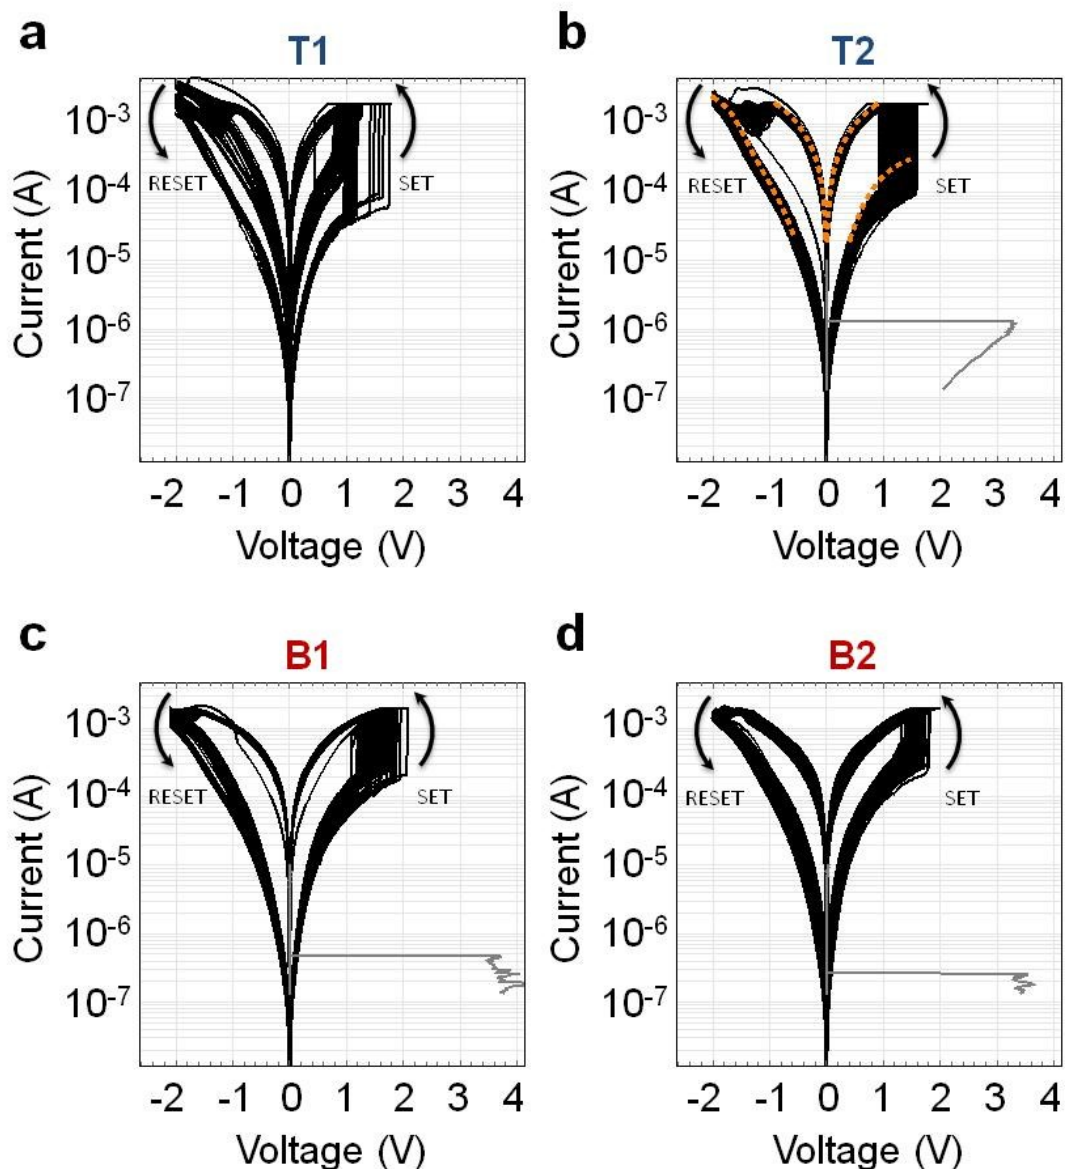 a
T1
Current (A)
10-3
10-4
10-5
10-6
10-7
RESET
SET
-2 -1 0 1 2 3 4
Voltage (V)
b
T2
Current (A)
10-3
10-4
10-5
10-6
10-7
RESET
SET
-2 -1 0 1 2 3 4
Voltage (V)
c
B1
Current (A)
10-3
10-4
10-5
10-6
10-7
RESET
SET
-2 -1 0 1 2 3 4
Voltage (V)
d
B2
Current (A)
10-3
10-4
10-5
10-6
10-7
RESET
SET
-2 -1 0 1 2 3 4
Voltage (V)